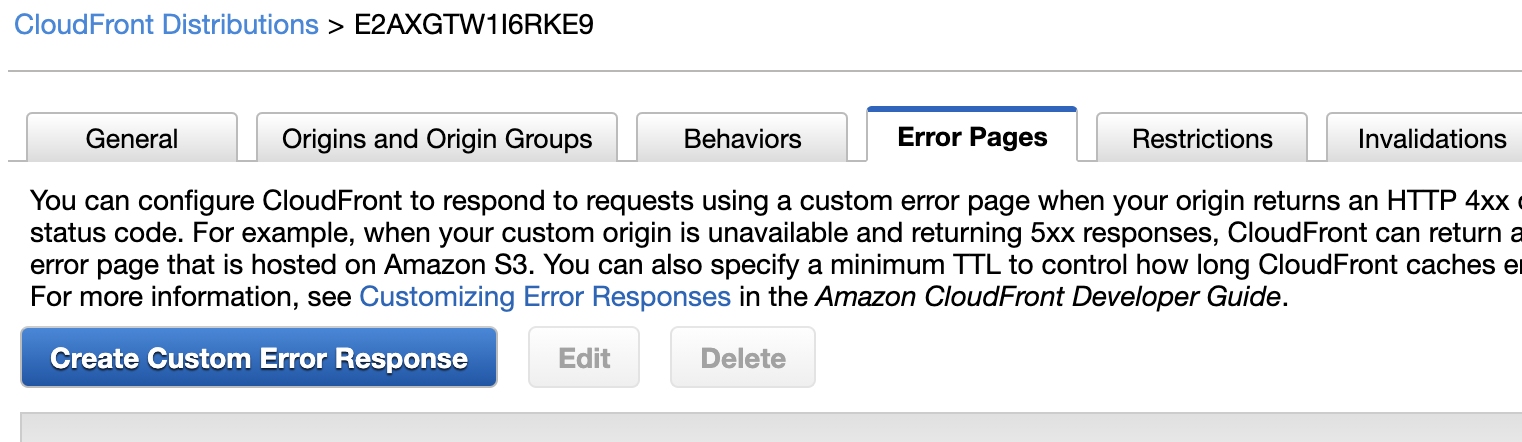 CloudFront Distributions > E2AXGTW1I6RKE9
General Origins and Origin Groups Behaviors Error Pages Restrictions Invalidations
You can configure CloudFront to respond to requests using a custom error page when your origin returns an HTTP 4xx
status code. For example, when your custom origin is unavailable and returning 5xx responses, CloudFront can return a
error page that is hosted on Amazon S3. You can also specify a minimum TTL to control how long CloudFront caches
For more information, see Customizing Error Responses in the Amazon CloudFront Developer Guide.
Create Custom Error Response Edit Delete